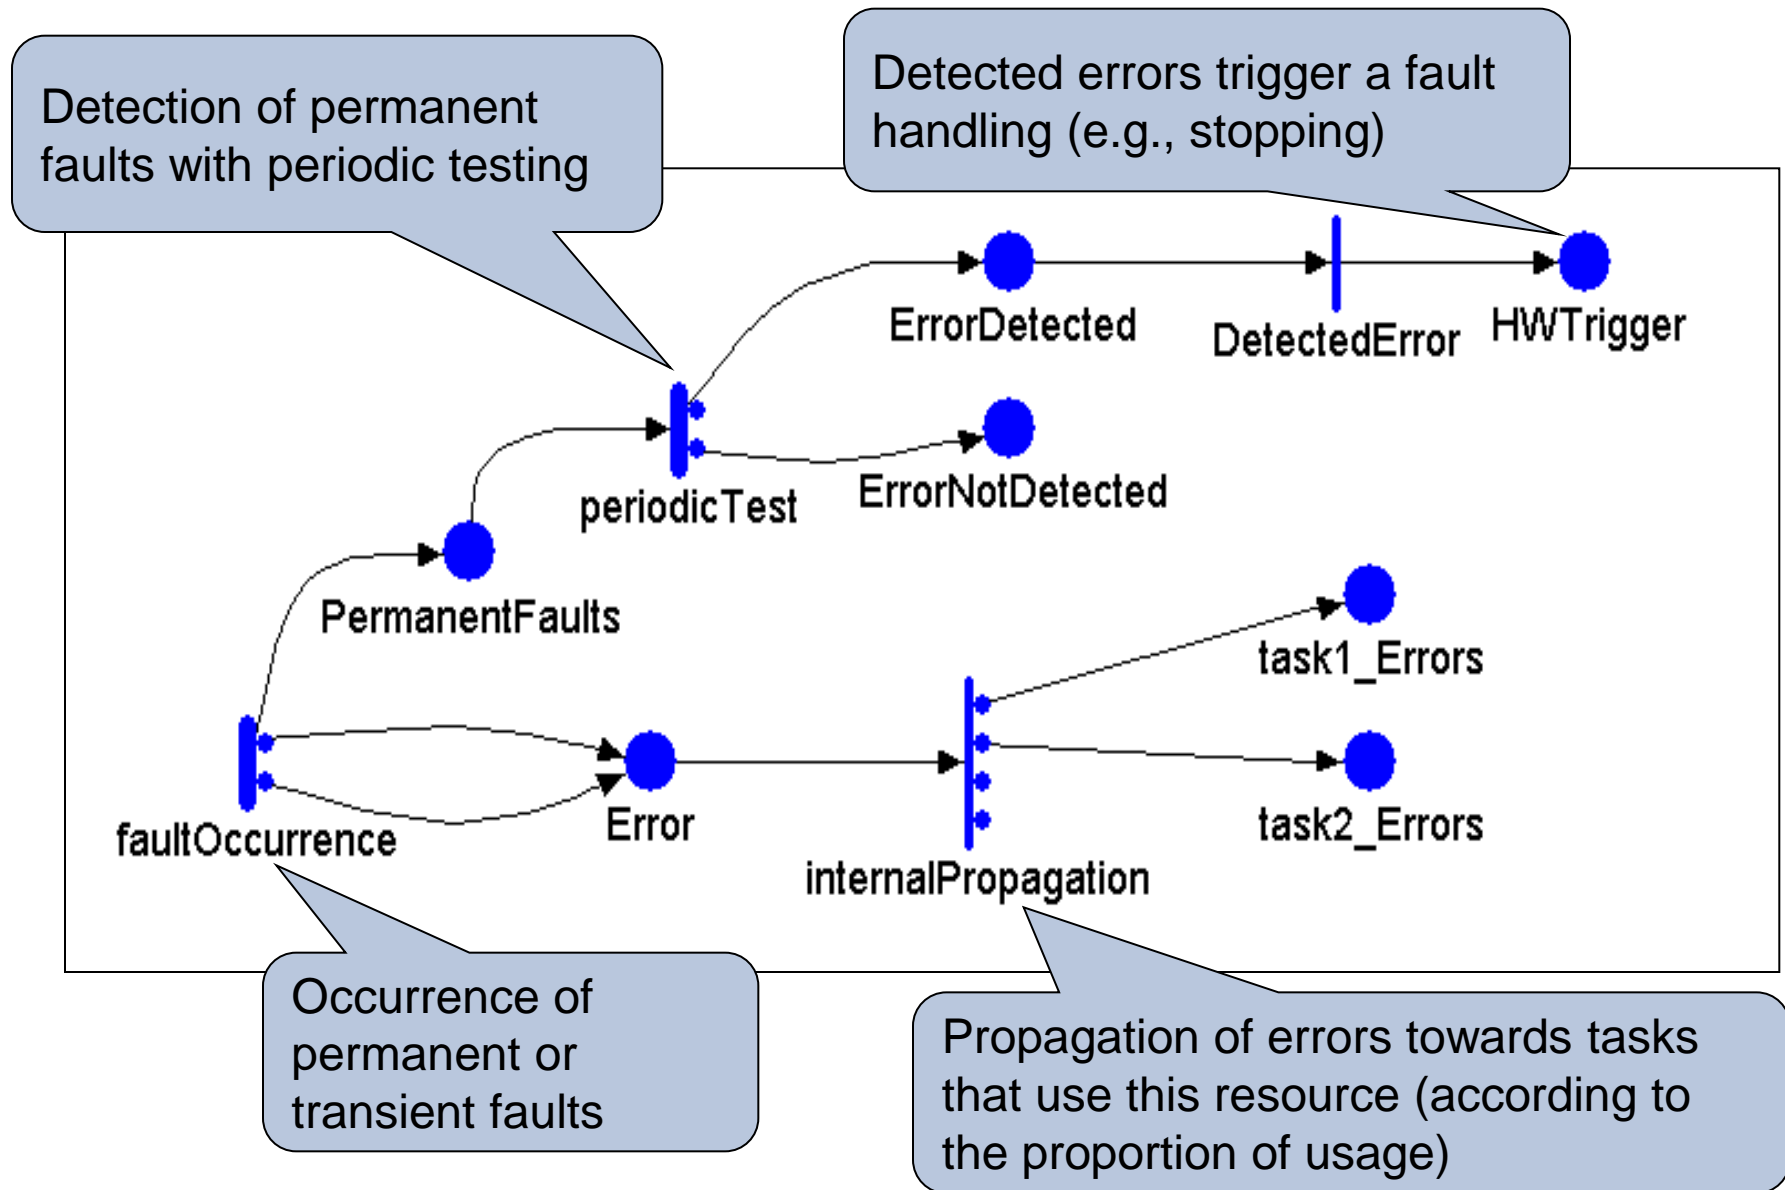 Detection of permanent
faults with periodic testing
Detected errors trigger a fault
handling (e.g., stopping)
ErrorDetected
DetectedError
HWTrigger
periodicTest
ErrorNotDetected
PermanentFaults
task1_Errors
faultOccurrence
Error
task2_Errors
internalPropagation
Occurrence of
permanent or
transient faults
Propagation of errors towards tasks
that use this resource (according to
the proportion of usage)